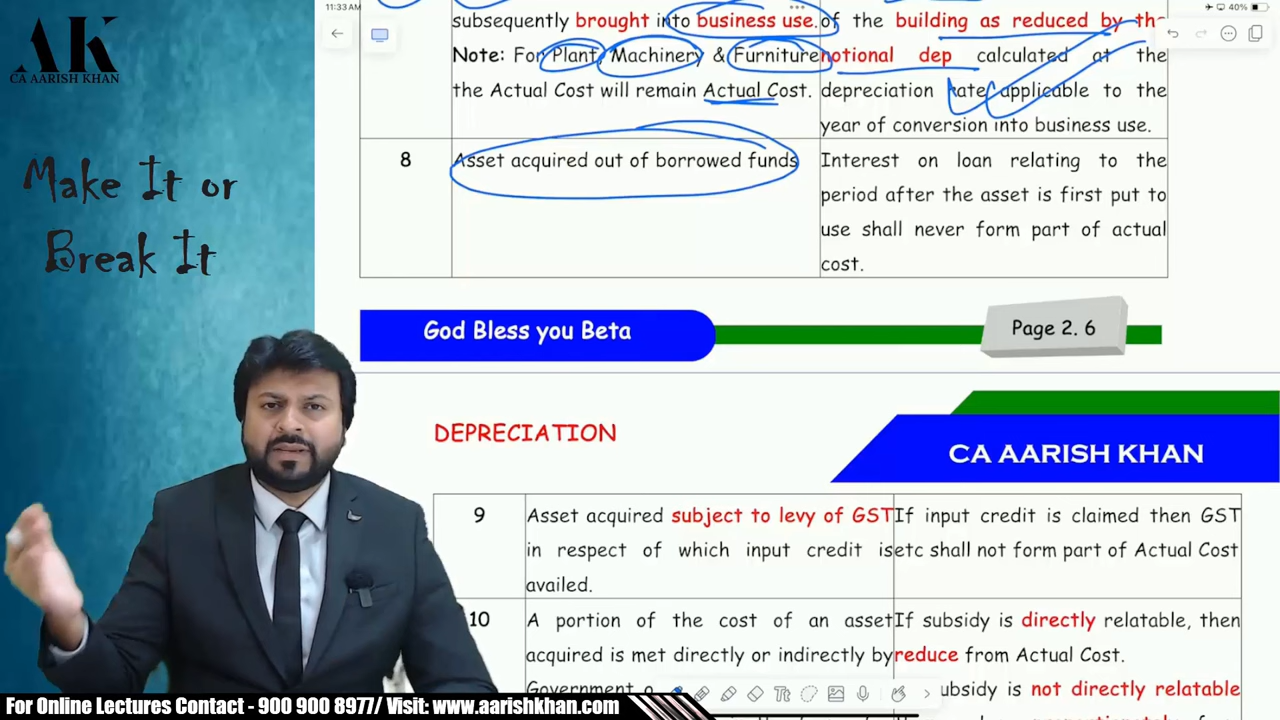 11:33 AM
40%
AK
CA AARISH KHAN
Make It or
Break It
subsequently brought into business use.
Note: For Plant, Machinery & Furniture
the Actual Cost will remain Actual Cost.
of the building as reduced by the
notional dep calculated at the
depreciation rate applicable to the
year of conversion into business use.
8
Asset acquired out of borrowed funds
Interest on loan relating to the
period after the asset is first put to
use shall never form part of actual
cost.
God Bless you Beta
Page 2. 6
DEPRECIATION
CA AARISH KHAN
9
Asset acquired subject to levy of GST
in respect of which input credit is
availed.
If input credit is claimed then GST
etc shall not form part of Actual Cost
10
A portion of the cost of an asset
acquired is met directly or indirectly by
Government
If subsidy is directly relatable, then
reduce from Actual Cost.
subsidy is not directly relatable
For Online Lectures Contact - 900 900 8977/ Visit: www.aarishkhan.com